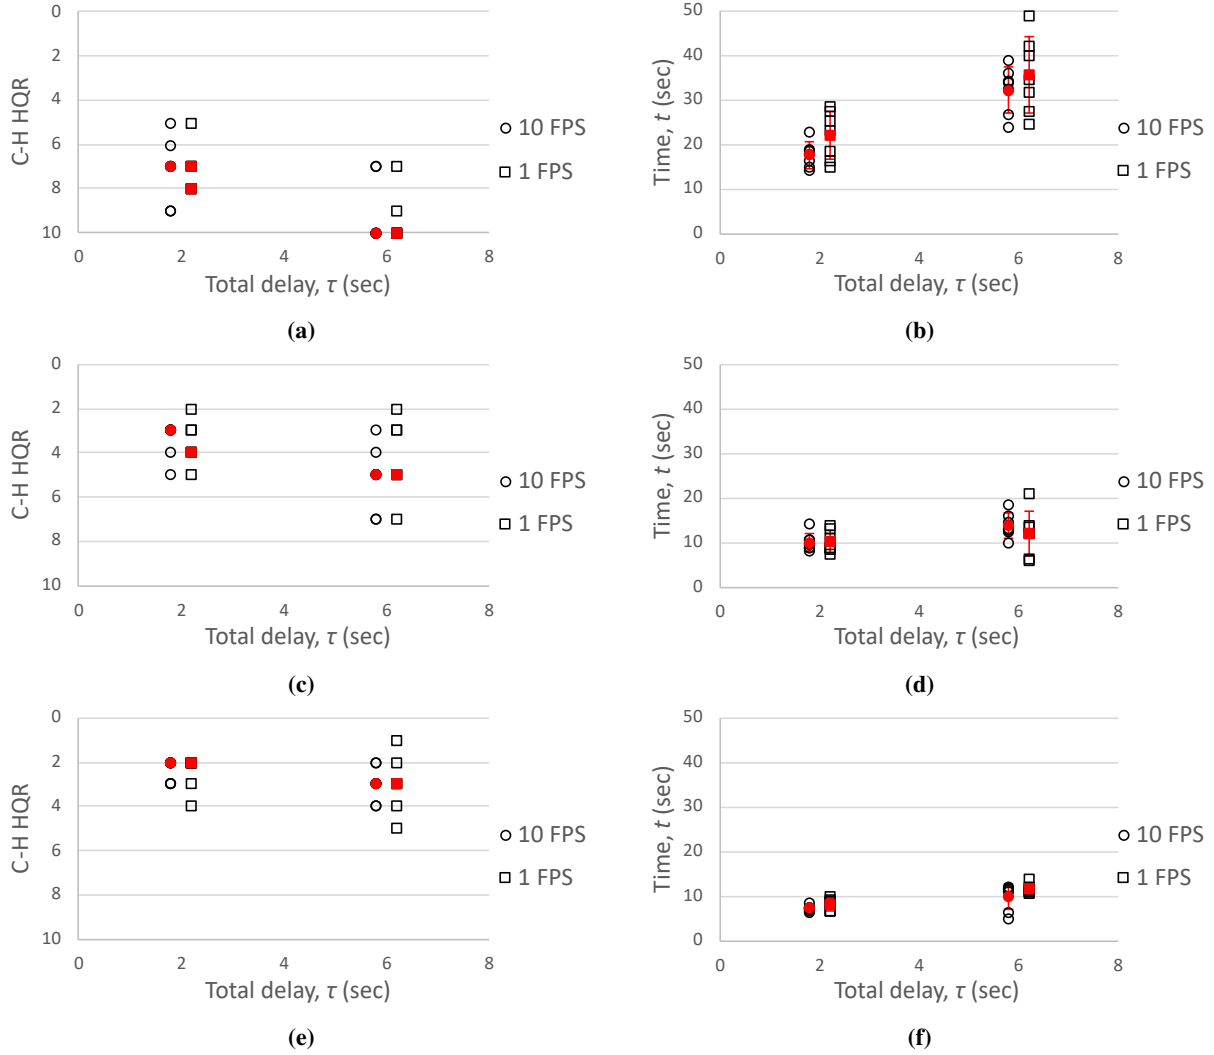 0
2
4
6
8
10
C-H HQR
0 2 4 6 8
Total delay, τ (sec)
10 FPS
1 FPS
(a)
50
40
30
20
10
0
Time, t (sec)
0 2 4 6 8
Total delay, τ (sec)
10 FPS
1 FPS
(b)
0
2
4
6
8
10
C-H HQR
0 2 4 6 8
Total delay, τ (sec)
10 FPS
1 FPS
(c)
50
40
30
20
10
0
Time, t (sec)
0 2 4 6 8
Total delay, τ (sec)
10 FPS
1 FPS
(d)
0
2
4
6
8
10
C-H HQR
0 2 4 6 8
Total delay, τ (sec)
10 FPS
1 FPS
(e)
50
40
30
20
10
0
Time, t (sec)
0 2 4 6 8
Total delay, τ (sec)
10 FPS
1 FPS
(f)